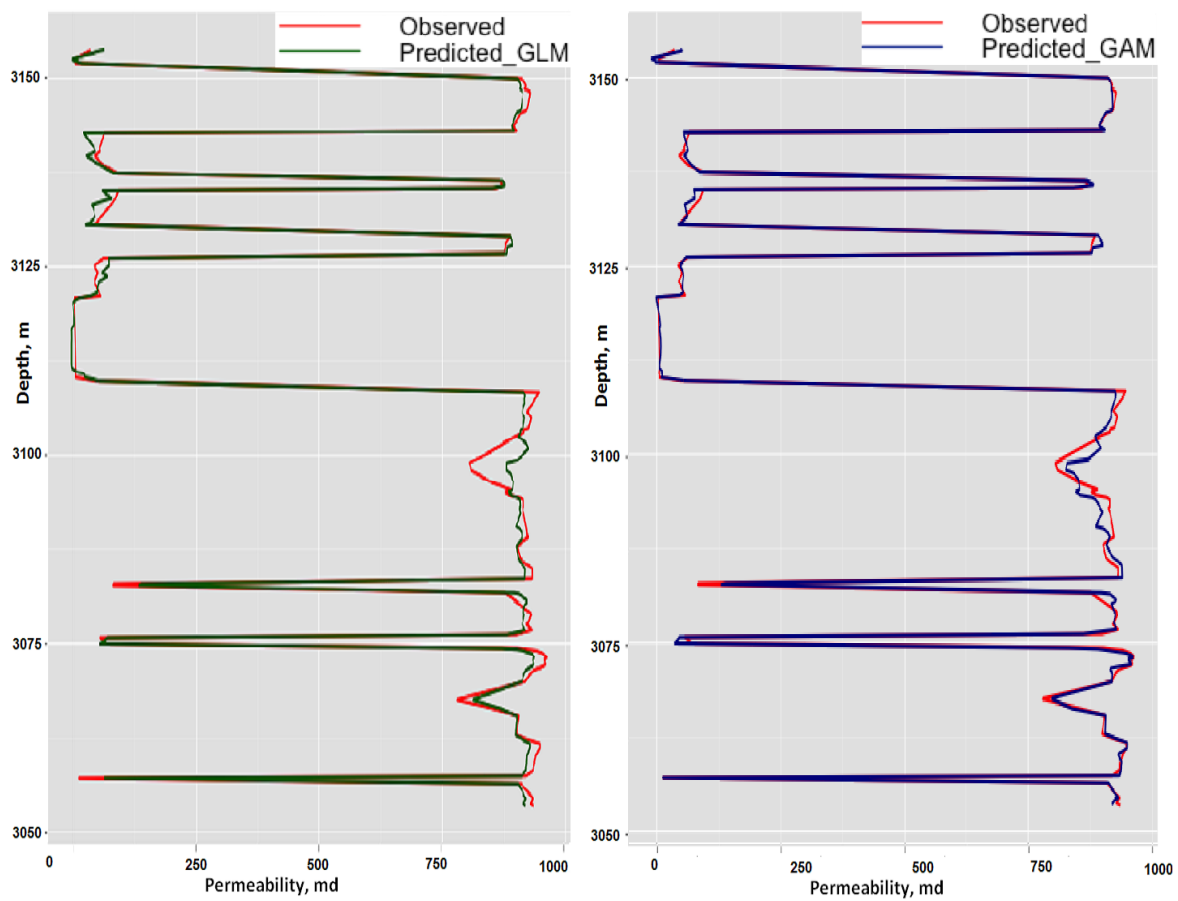 Observed
Predicted_GLM
3150
3125
3100
3075
3050
Depth, m
0 250 500 750 1000
Permeability, md
Observed
Predicted_GAM
3150
3125
3100
3075
3050
Depth, m
0 250 500 750 1000
Permeability, md